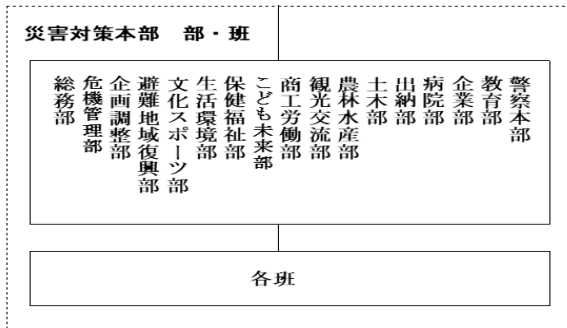 災害対策本部　部・班
総務部
危機管理部
企画調整部
避難地域復興部
文化スポーツ部
生活環境部
保健福祉部
こども未来部
商工労働部
観光交流部
農林水産部
土木部
出納部
病院部
企業部
教育部
警察本部
各班